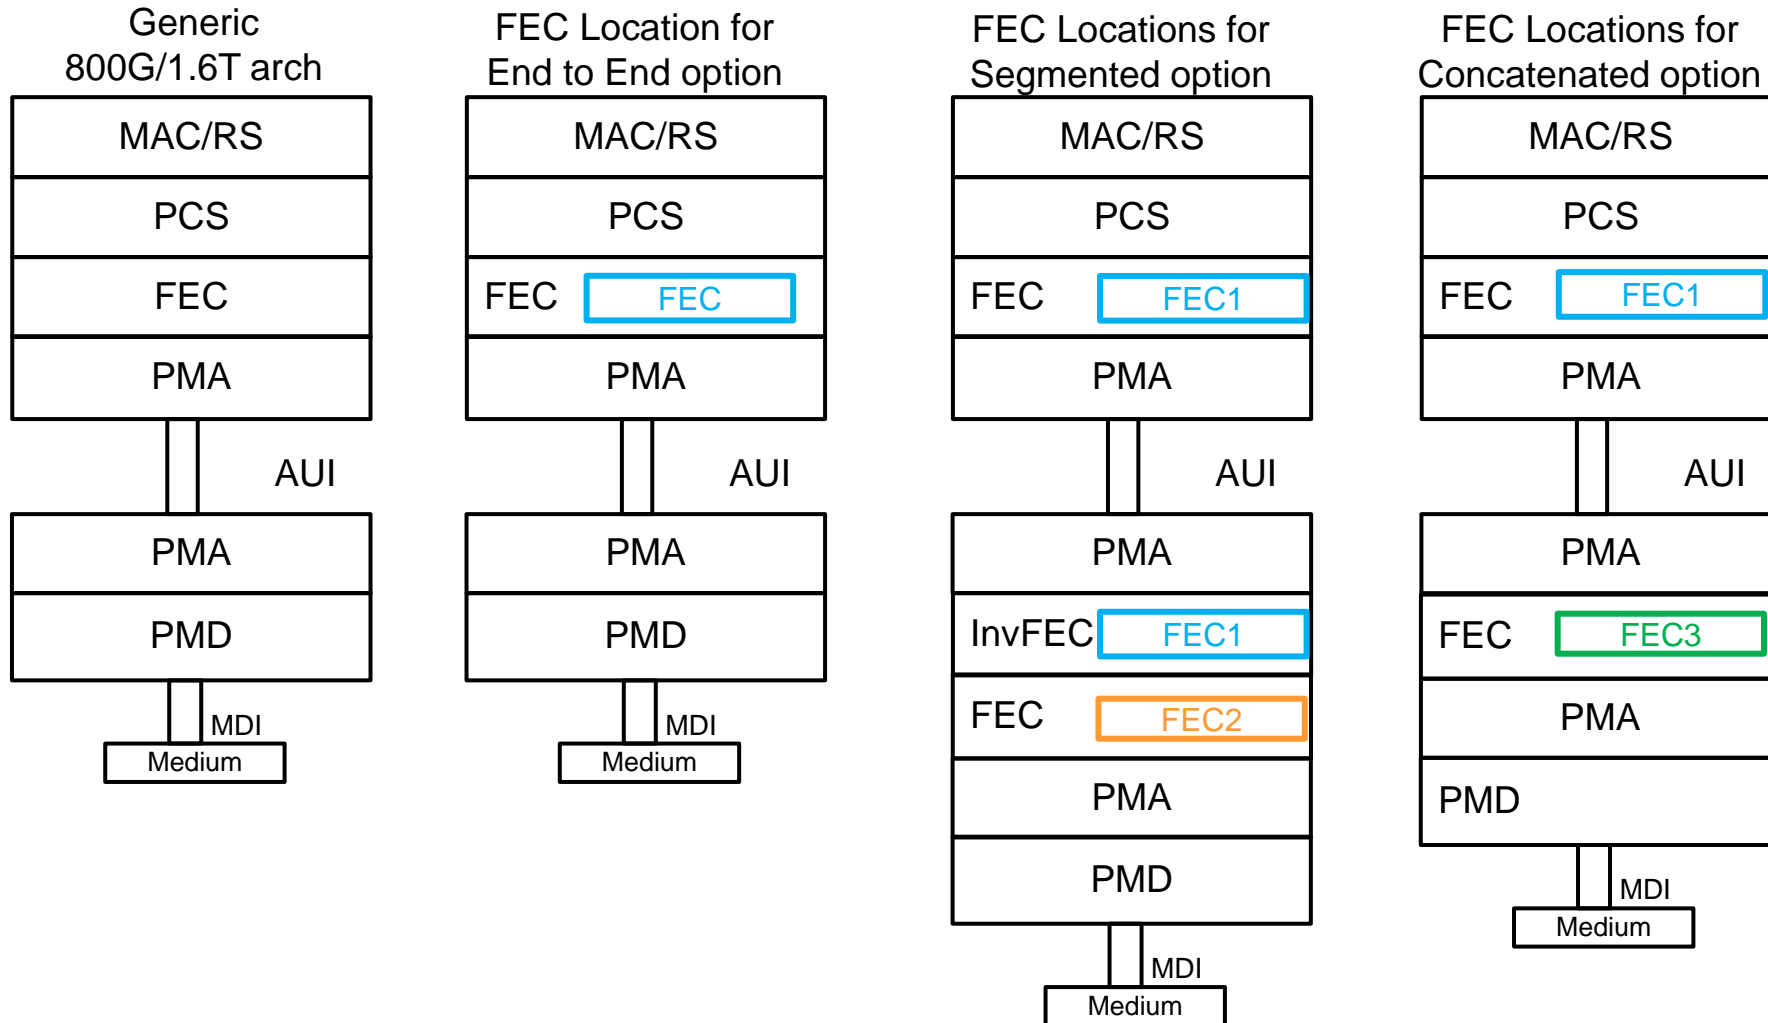 Generic
800G/1.6T arch
MAC/RS
PCS
FEC
PMA
AUI
PMA
PMD
MDI
Medium
FEC Location for
End to End option
MAC/RS
PCS
FEC FEC
PMA
AUI
PMA
PMD
MDI
Medium
FEC Locations for
Segmented option
MAC/RS
PCS
FEC FEC1
PMA
AUI
PMA
InvFEC FEC1
FEC FEC2
PMA
PMD
MDI
Medium
FEC Locations for
Concatenated option
MAC/RS
PCS
FEC FEC1
PMA
AUI
PMA
FEC FEC3
PMA
PMD
MDI
Medium